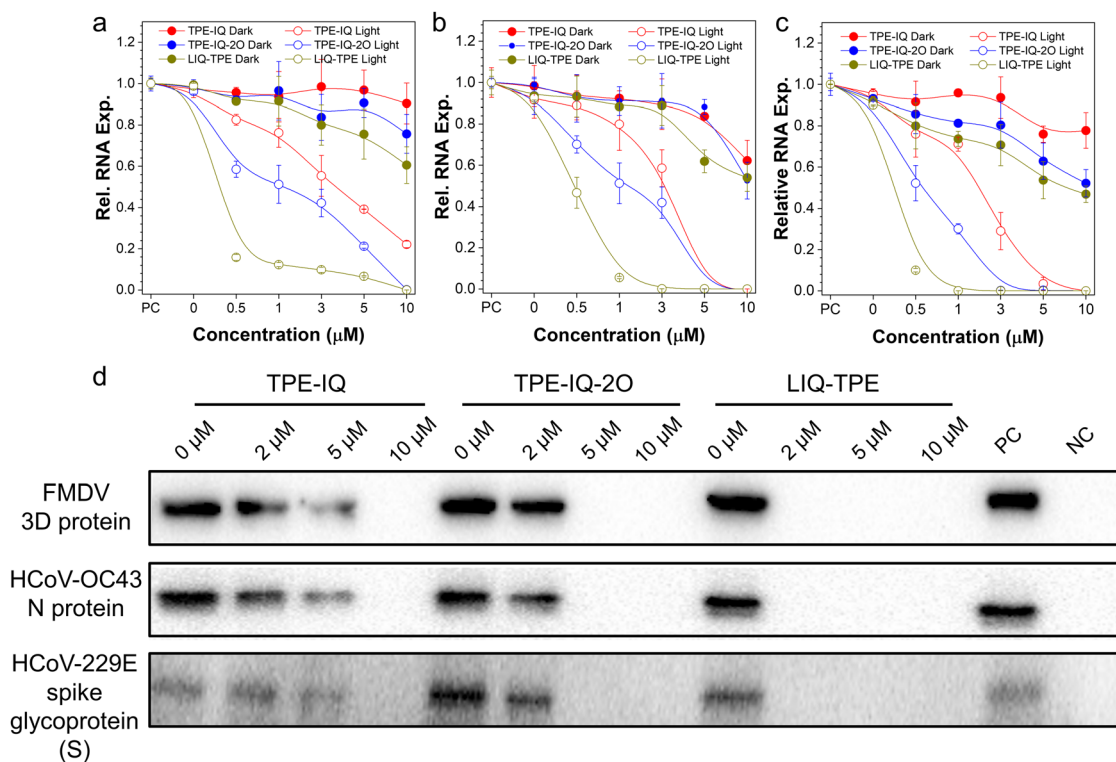 a
TPE-IQ Dark TPE-IQ Light
TPE-IQ-2O Dark TPE-IQ-2O Light
LIQ-TPE Dark LIQ-TPE Light
Rel. RNA Exp.
1.2
1.0
0.8
0.6
0.4
0.2
0.0
PC 0 0.5 1 3 5 10
Concentration (μM)
b
TPE-IQ Dark TPE-IQ Light
TPE-IQ-2O Dark TPE-IQ-2O Light
LIQ-TPE Dark LIQ-TPE Light
Rel. RNA Exp.
1.2
1.0
0.8
0.6
0.4
0.2
0.0
PC 0 0.5 1 3 5 10
Concentration (μM)
c
TPE-IQ Dark TPE-IQ Light
TPE-IQ-2O Dark TPE-IQ-2O Light
LIQ-TPE Dark LIQ-TPE Light
Relative RNA Exp.
1.2
1.0
0.8
0.6
0.4
0.2
0.0
PC 0 0.5 1 3 5 10
Concentration (μM)
d
TPE-IQ TPE-IQ-2O LIQ-TPE
0 μM 2 μM 5 μM 10 μM 0 μM 2 μM 5 μM 10 μM 0 μM 2 μM 5 μM 10 μM PC NC
FMDV
3D protein
HCoV-OC43
N protein
HCoV-229E
spike
glycoprotein
(S)